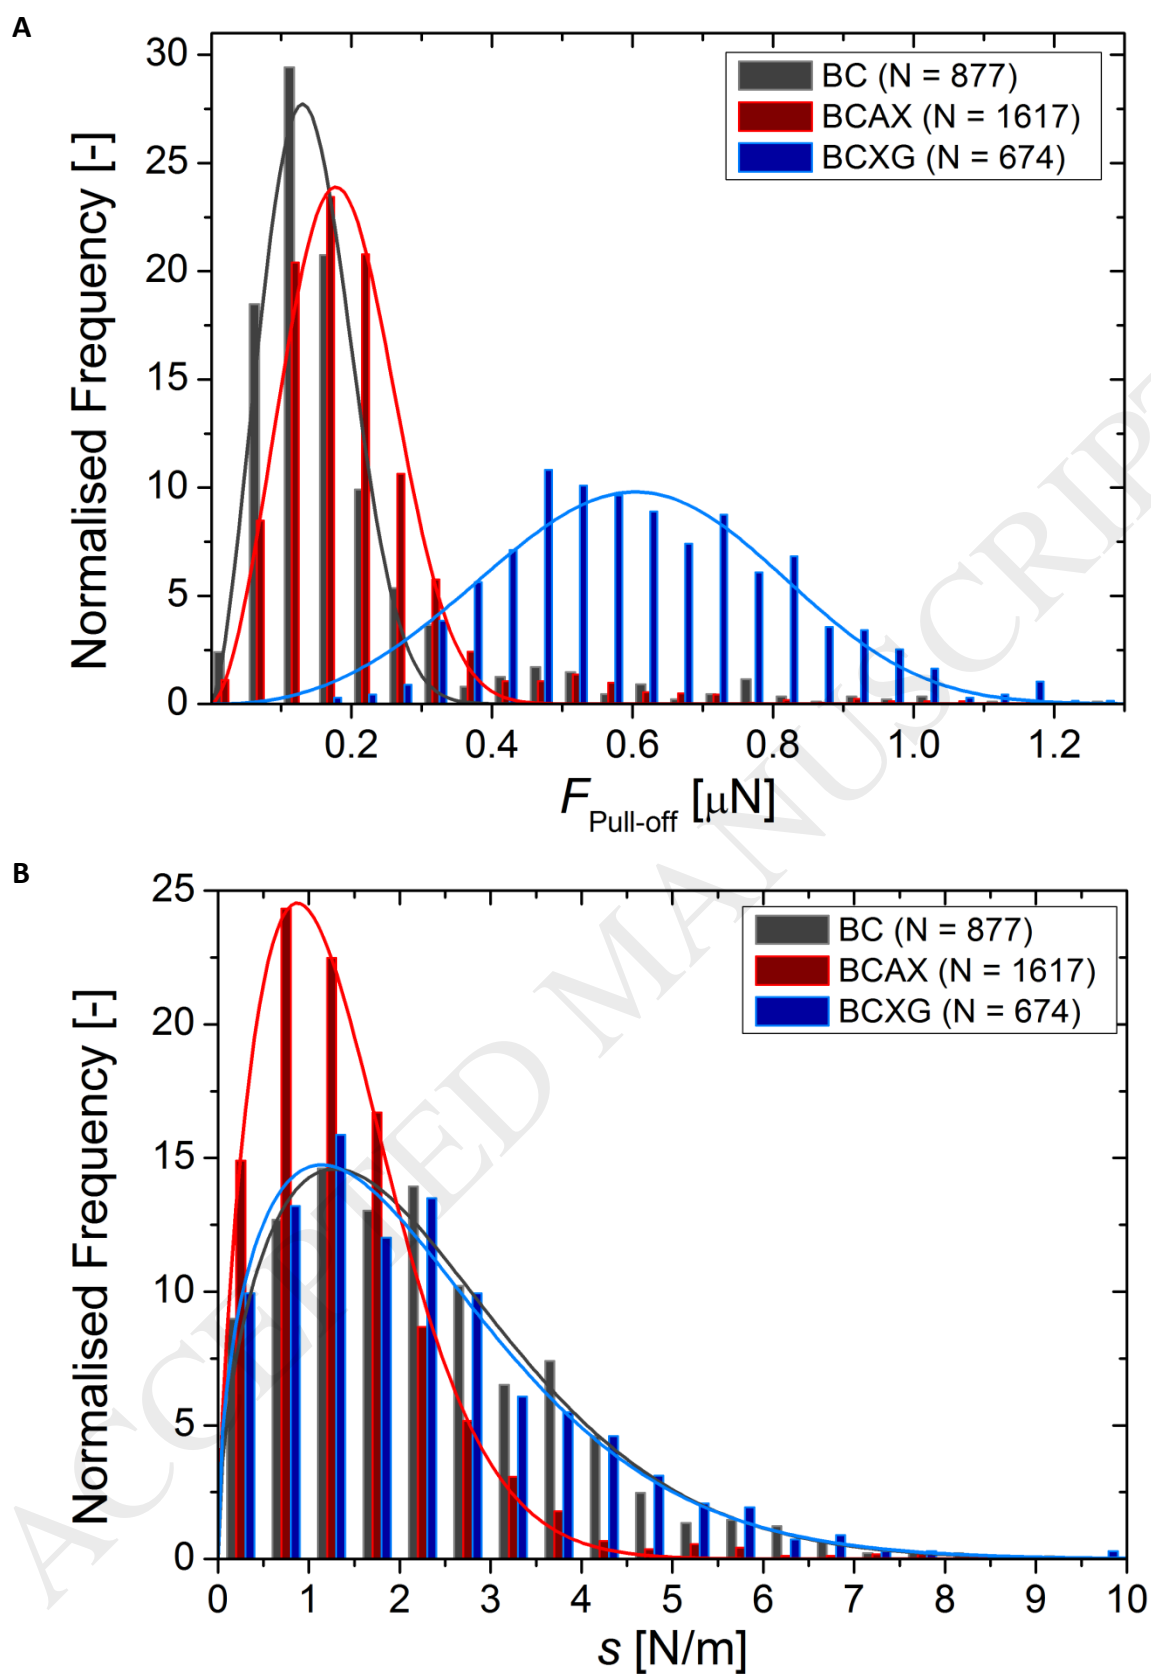 A
30
25
20
15
10
5
0
Normalised Frequency [-]
BC (N = 877)
BCAX (N = 1617)
BCXG (N = 674)
0.2 0.4 0.6 0.8 1.0 1.2
F Pull-off [μN]
B
25
20
15
10
5
0
Normalised Frequency [-]
BC (N = 877)
BCAX (N = 1617)
BCXG (N = 674)
0 1 2 3 4 5 6 7 8 9 10
s [N/m]
ACCEPTED MANUSCRIPT